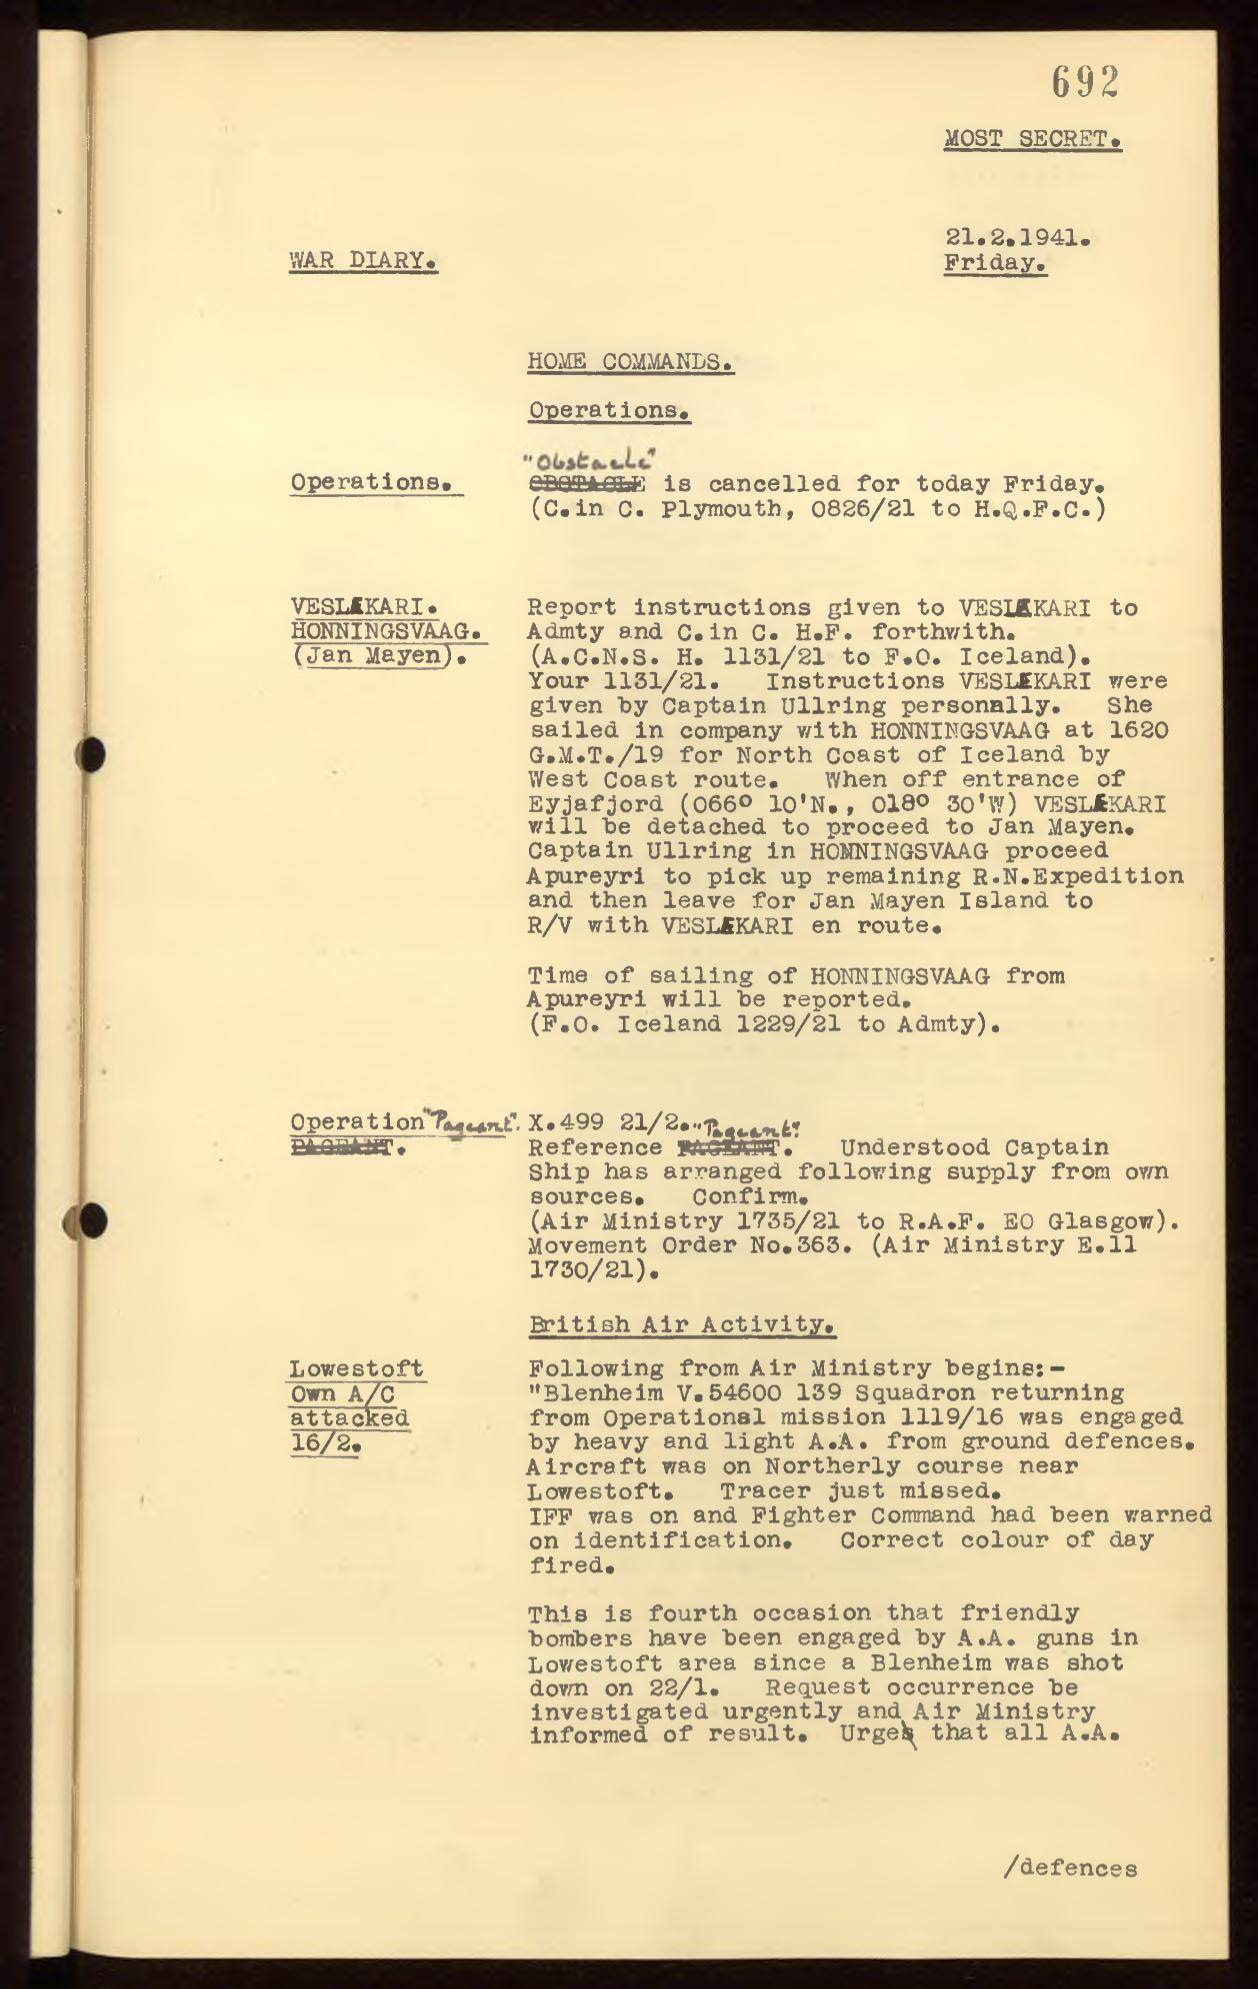 692
MOST SECRET.
21.2.1941.
WAR DIARY.
Friday.
HOME COMMANDS.
Operations.
"Obstacle"
Operations.
OBSTACLE is cancelled for today Friday.
(C.in C. Plymouth, 0826/21 to H.Q.F.C.)
VESLEKARI.
HONNINGSVAAG.
(Jan Mayen).
Report instructions given to VESLEKARI to
Admty and C.in C. H.F. forthwith.
(A.C.N.S. H. 1131/21 to F.O. Iceland).
Your 1131/21. Instructions VESLEKARI were
given by Captain Ullring personally. She
sailed in company with HONNINGSVAAG at 1620
G.M.T./19 for North Coast of Iceland by
West Coast route. When off entrance of
Eyjafjord (066° 10'N., 018° 30'W) VESLEKARI
will be detached to proceed to Jan Mayen.
Captain Ullring in HONNINGSVAAG proceed
Apureyri to pick up remaining R.N.Expedition
and then leave for Jan Mayen Island to
R/V with VESLEKARI en route.
Time of sailing of HONNINGSVAAG from
Apureyri will be reported.
(F.O. Iceland 1229/21 to Admty).
Operation "Pageant".
PAGEANT.
X.499 21/2. "Pageant".
Reference PAGEANT. Understood Captain
Ship has arranged following supply from own
sources. Confirm.
(Air Ministry 1735/21 to R.A.F. EO Glasgow).
Movement Order No.363. (Air Ministry E.11
1730/21).
British Air Activity.
Lowestoft
Own A/C
attacked
16/2.
Following from Air Ministry begins:-
"Blenheim V.54600 139 Squadron returning
from Operational mission 1119/16 was engaged
by heavy and light A.A. from ground defences.
Aircraft was on Northerly course near
Lowestoft. Tracer just missed.
IFF was on and Fighter Command had been warned
on identification. Correct colour of day
fired.
This is fourth occasion that friendly
bombers have been engaged by A.A. guns in
Lowestoft area since a Blenheim was shot
down on 22/1. Request occurrence be
investigated urgently and Air Ministry
informed of result. Urges that all A.A.
/defences